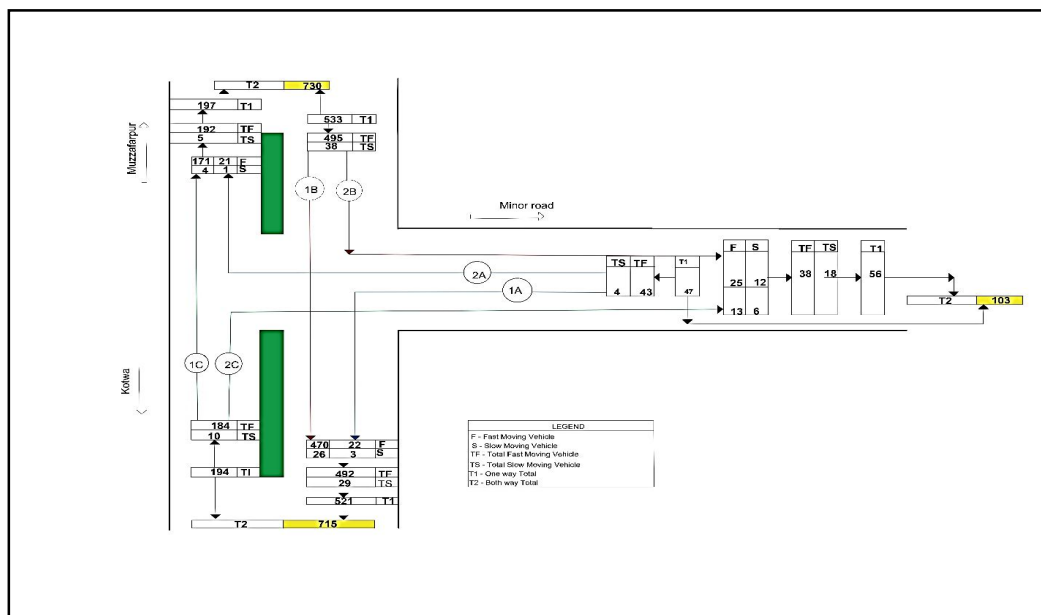 T2 730
197 T1
533 T1
192 TF
5 TS
495 TF
38 TS
171 21 F
4 1 S
Muzzafarpur
1B
2B
Minor road
F S
25 12
13 6
TF TS
38 18
T1
56
TS TF
4 43
T1
47
2A
1A
T2 103
1C
2C
Kotwa
184 TF
10 TS
194 TI
470 22 F
26 3 S
492 TF
29 TS
521 T1
T2 715
LEGEND
F - Fast Moving Vehicle
S - Slow Moving Vehicle
TF - Total Fast Moving Vehicle
TS - Total Slow Moving Vehicle
T1 - One way Total
T2 - Both way Total